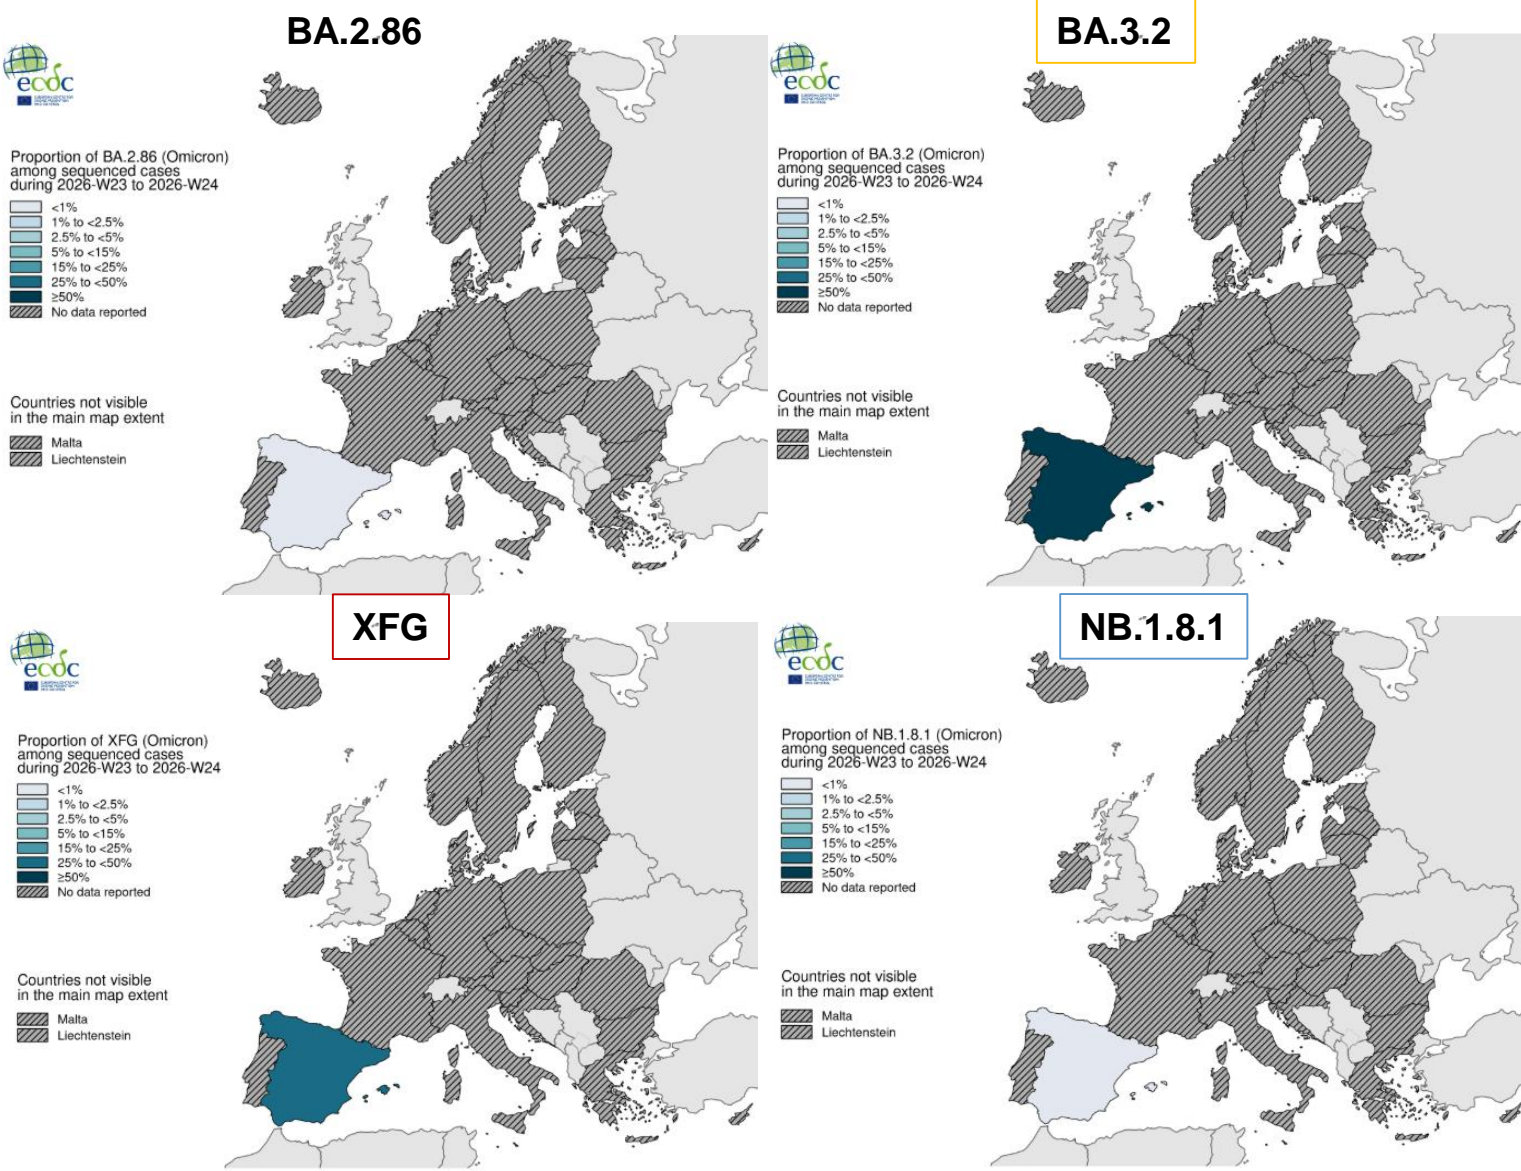 BA.2.86
ecdc
Proportion of BA.2.86 (Omicron)
among sequenced cases
during 2026-W23 to 2026-W24
<1%
1% to <2.5%
2.5% to <5%
5% to <15%
15% to <25%
25% to <50%
≥50%
No data reported
Countries not visible
in the main map extent
Malta
Liechtenstein
BA.3.2
ecdc
Proportion of BA.3.2 (Omicron)
among sequenced cases
during 2026-W23 to 2026-W24
<1%
1% to <2.5%
2.5% to <5%
5% to <15%
15% to <25%
25% to <50%
≥50%
No data reported
Countries not visible
in the main map extent
Malta
Liechtenstein
XFG
ecdc
Proportion of XFG (Omicron)
among sequenced cases
during 2026-W23 to 2026-W24
<1%
1% to <2.5%
2.5% to <5%
5% to <15%
15% to <25%
25% to <50%
≥50%
No data reported
Countries not visible
in the main map extent
Malta
Liechtenstein
NB.1.8.1
ecdc
Proportion of NB.1.8.1 (Omicron)
among sequenced cases
during 2026-W23 to 2026-W24
<1%
1% to <2.5%
2.5% to <5%
5% to <15%
15% to <25%
25% to <50%
≥50%
No data reported
Countries not visible
in the main map extent
Malta
Liechtenstein